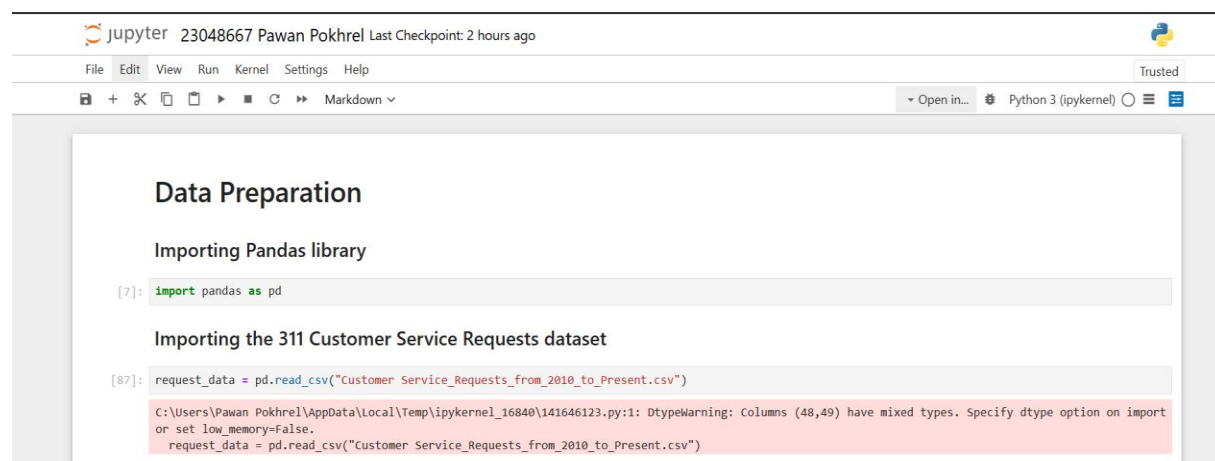 jupyter 23048667 Pawan Pokhrel Last Checkpoint: 2 hours ago
File Edit View Run Kernel Settings Help Trusted
Markdown Open in... Python 3 (ipykernel)
Data Preparation
Importing Pandas library
[7]: import pandas as pd
Importing the 311 Customer Service Requests dataset
[87]: request_data = pd.read_csv("Customer Service_Requests_from_2010_to_Present.csv")
C:\Users\Pawan Pokhrel\AppData\Local\Temp\ipykernel_16840\141646123.py:1: DtypeWarning: Columns (48,49) have mixed types. Specify dtype option on import
or set low_memory=False.
request_data = pd.read_csv("Customer Service_Requests_from_2010_to_Present.csv")